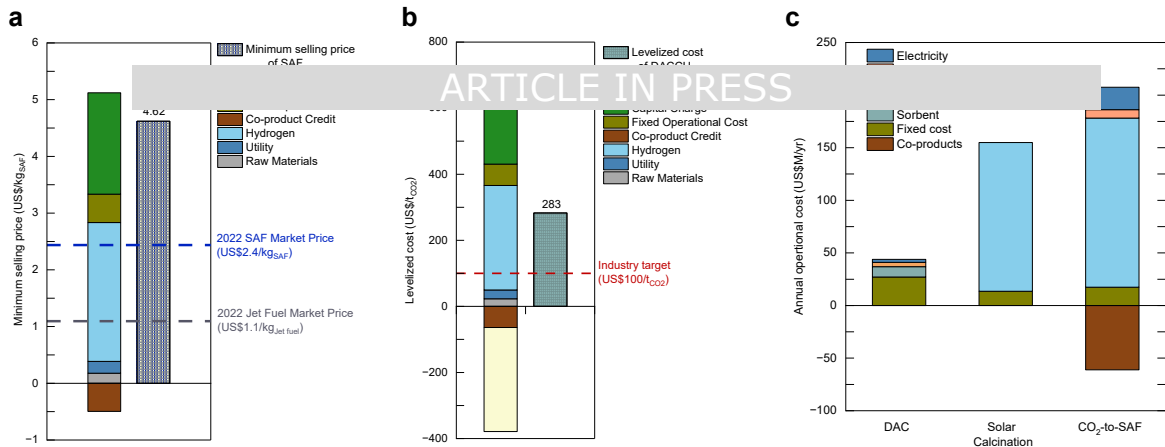 a
b
c
6
5
4
3
2
1
0
−1
Minimum selling price (US$/kgSAF)
Minimum selling price
of SAF
Co-product Credit
Hydrogen
Utility
Raw Materials
4.62
2022 SAF Market Price
(US$2.4/kgSAF)
2022 Jet Fuel Market Price
(US$1.1/kgJet fuel)
ARTICLE IN PRESS
800
400
200
0
−200
−400
Levelized cost (US$/tCO2)
Levelized cost
Capital Charge
Fixed Operational Cost
Co-product Credit
Hydrogen
Utility
Raw Materials
283
Industry target
(US$100/tCO2)
250
150
100
50
0
−50
−100
Annual opertional cost (US$M/yr)
Electricity
Sorbent
Fixed cost
Co-products
DAC
Solar
Calcination
CO2-to-SAF